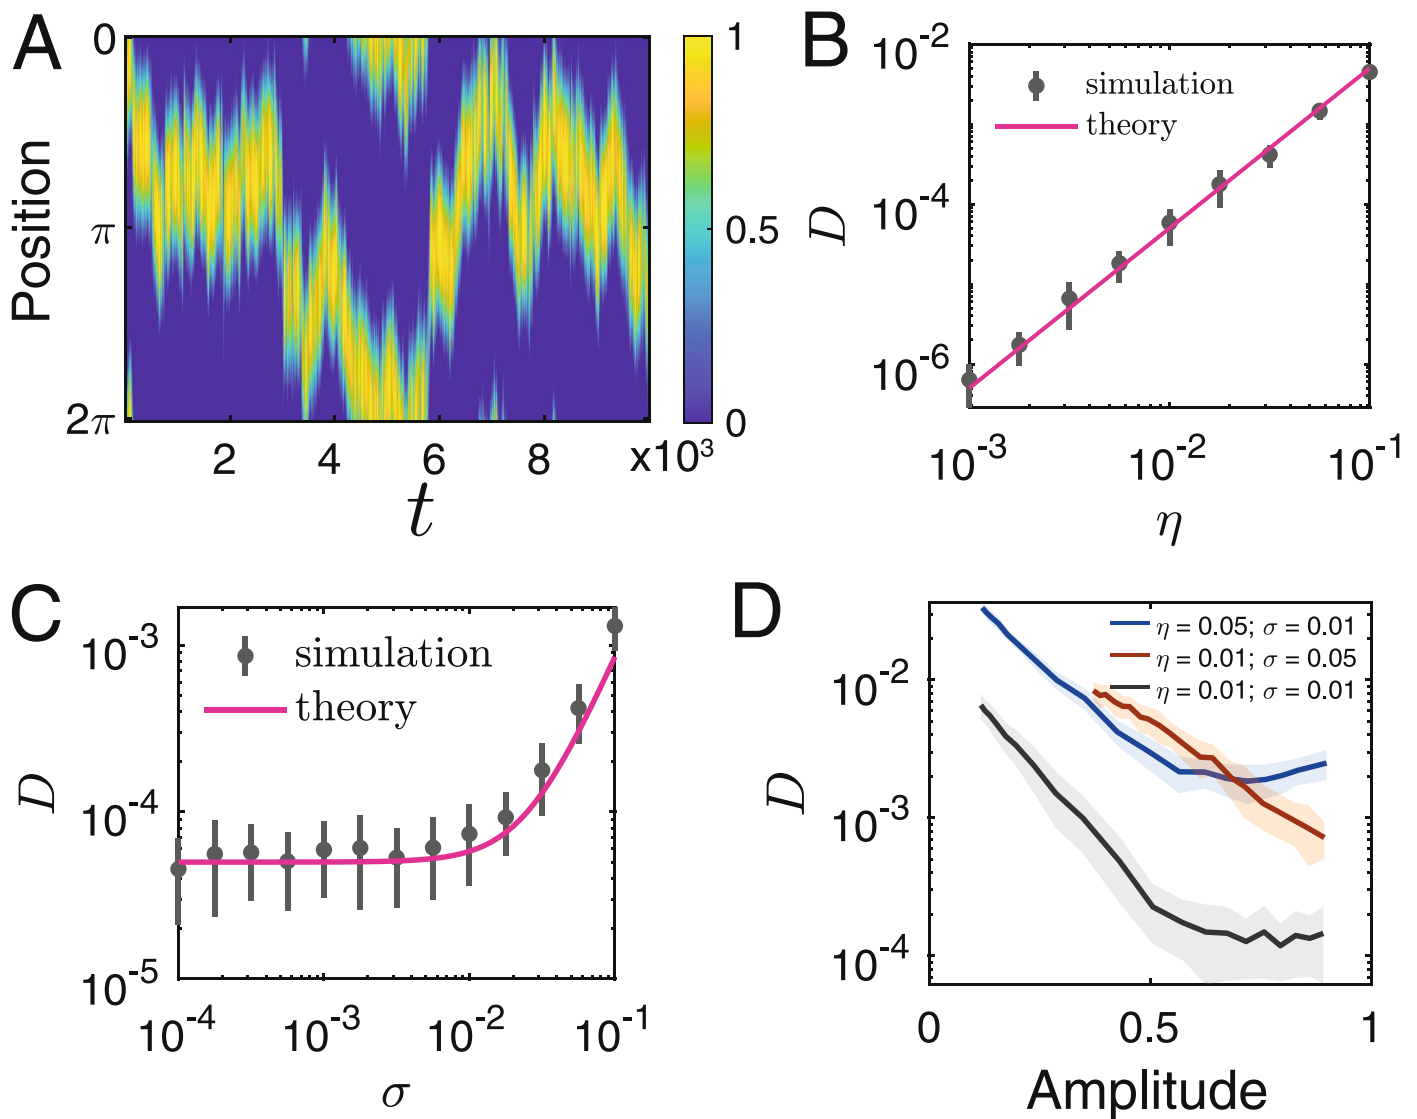 A
0
π
2π
Position
2
4
6
8
x10³
t
1
0.5
0
B
10⁻²
10⁻⁴
10⁻⁶
D
simulation
theory
10⁻³
10⁻²
10⁻¹
η
C
10⁻³
10⁻⁴
10⁻⁵
D
simulation
theory
10⁻⁴
10⁻³
10⁻²
10⁻¹
σ
D
10⁻²
10⁻³
10⁻⁴
D
η = 0.05; σ = 0.01
η = 0.01; σ = 0.05
η = 0.01; σ = 0.01
0
0.5
1
Amplitude